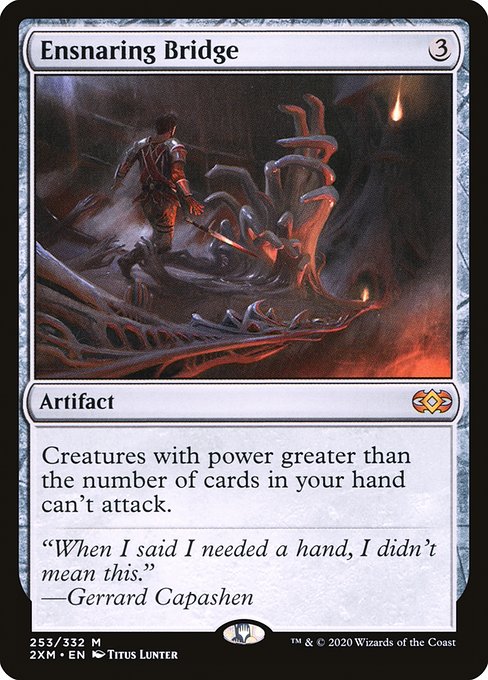 Ensnaring Bridge 3
Artifact
Creatures with power greater than
the number of cards in your hand
can't attack.
“When I said I needed a hand, I didn't
mean this.”
—Gerrard Capashen
253/332 M ™ & © 2020 Wizards of the Coast
2XM • EN Titus Lunter